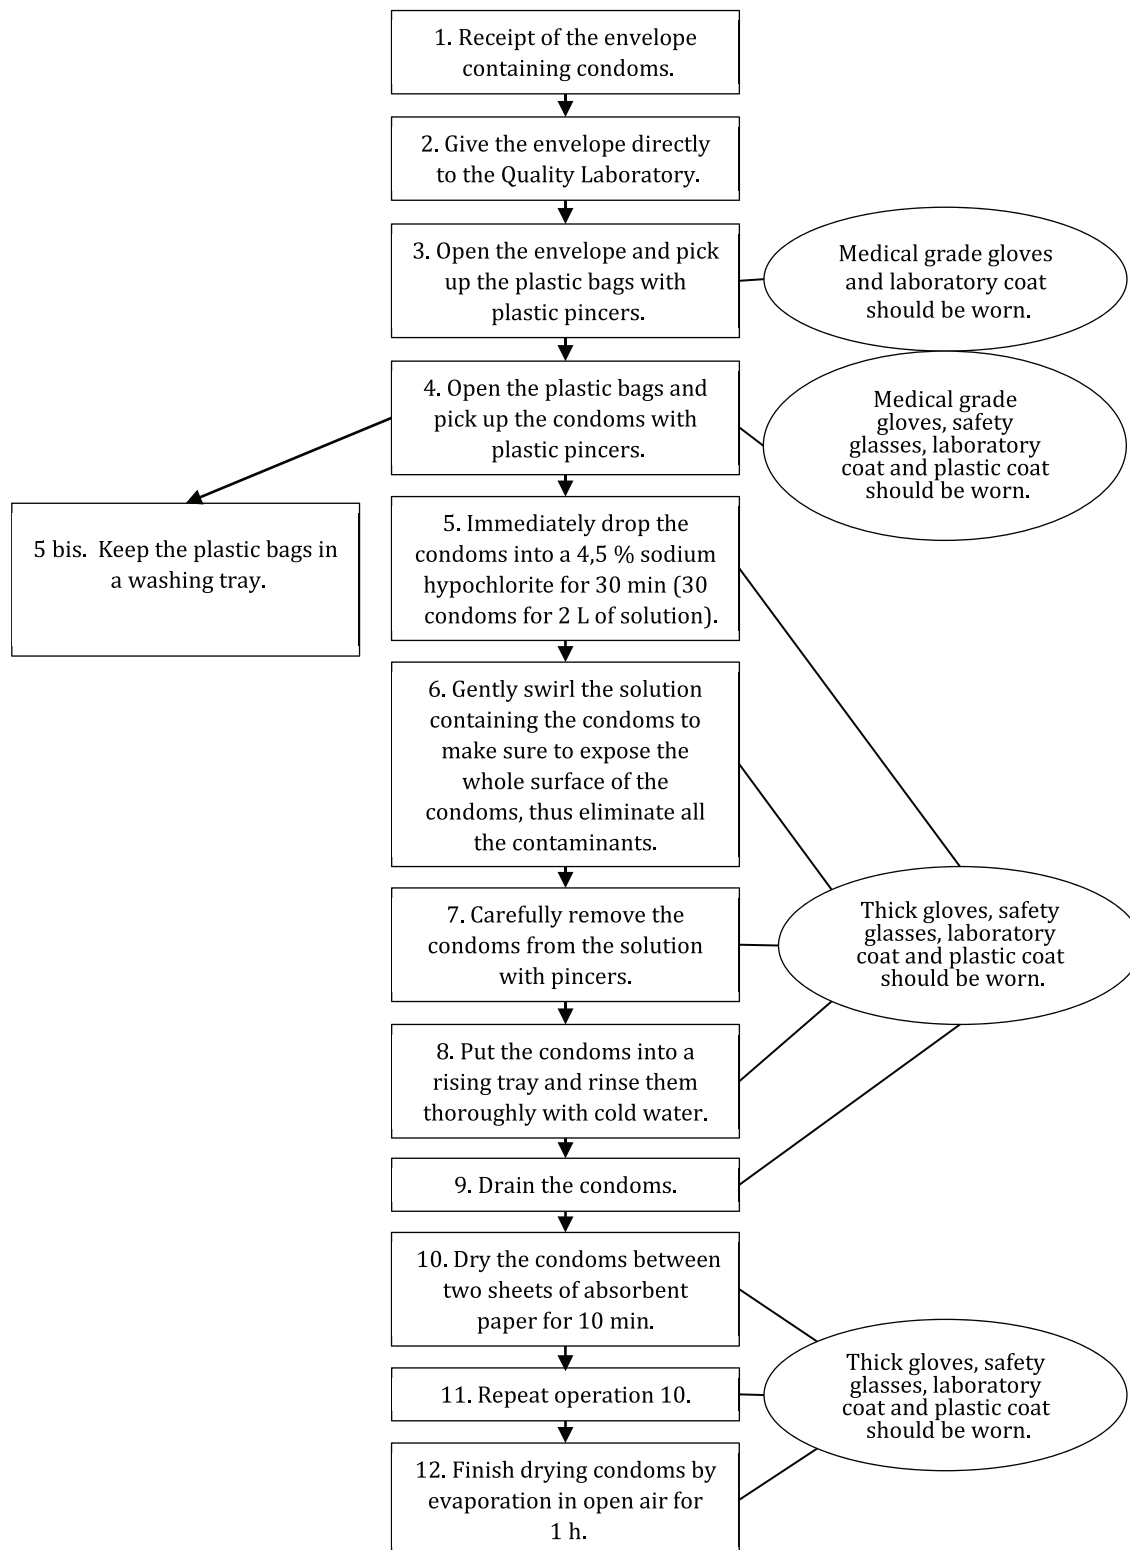 1. Receipt of the envelope
containing condoms.
2. Give the envelope directly
to the Quality Laboratory.
3. Open the envelope and pick
up the plastic bags with
plastic pincers.
Medical grade gloves
and laboratory coat
should be worn.
4. Open the plastic bags and
pick up the condoms with
plastic pincers.
Medical grade
gloves, safety
glasses, laboratory
coat and plastic coat
should be worn.
5 bis. Keep the plastic bags in
a washing tray.
5. Immediately drop the
condoms into a 4,5 % sodium
hypochlorite for 30 min (30
condoms for 2 L of solution).
6. Gently swirl the solution
containing the condoms to
make sure to expose the
whole surface of the
condoms, thus eliminate all
the contaminants.
7. Carefully remove the
condoms from the solution
with pincers.
Thick gloves, safety
glasses, laboratory
coat and plastic coat
should be worn.
8. Put the condoms into a
rising tray and rinse them
thoroughly with cold water.
9. Drain the condoms.
10. Dry the condoms between
two sheets of absorbent
paper for 10 min.
11. Repeat operation 10.
Thick gloves, safety
glasses, laboratory
coat and plastic coat
should be worn.
12. Finish drying condoms by
evaporation in open air for
1 h.